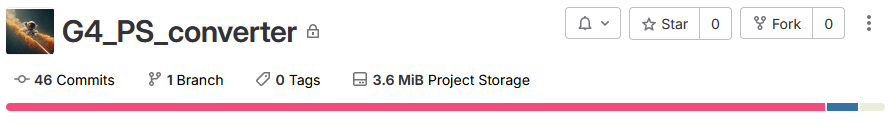 G4_PS_converter Star 0 Fork 0
46 Commits 1 Branch 0 Tags 3.6 MiB Project Storage